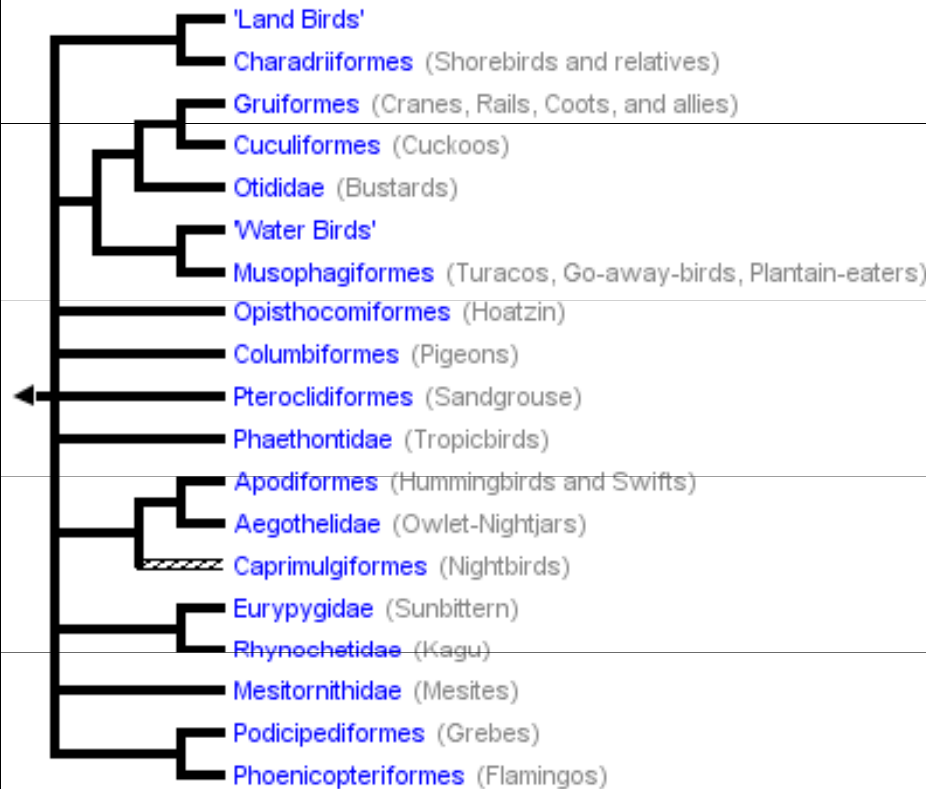 'Land Birds'
Charadriiformes (Shorebirds and relatives)
Gruiformes (Cranes, Rails, Coots, and allies)
Cuculiformes (Cuckoos)
Otididae (Bustards)
'Water Birds'
Musophagiformes (Turacos, Go-away-birds, Plantain-eaters)
Opisthocomiformes (Hoatzin)
Columbiformes (Pigeons)
Pteroclidiformes (Sandgrouse)
Phaethontidae (Tropicbirds)
Apodiformes (Hummingbirds and Swifts)
Aegothelidae (Owlet-Nightjars)
Caprimulgiformes (Nightbirds)
Eurypygidae (Sunbittern)
Rhynochetidae (Kagu)
Mesitornithidae (Mesites)
Podicipediformes (Grebes)
Phoenicopteriformes (Flamingos)